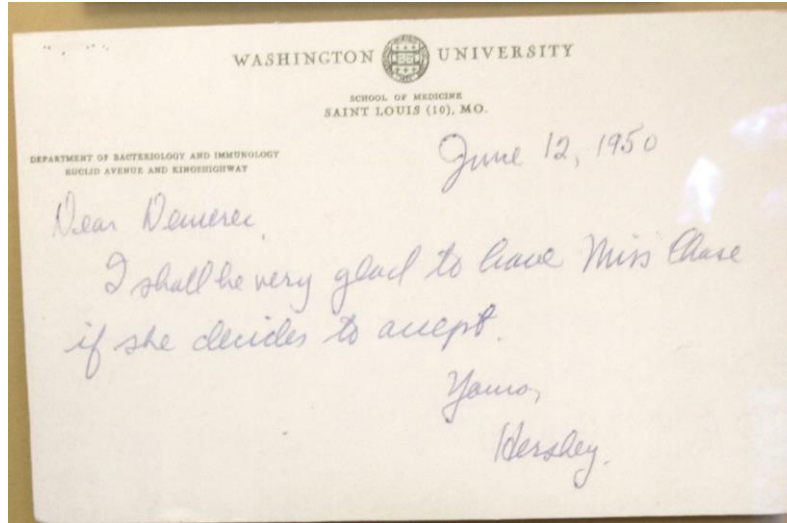 WASHINGTON UNIVERSITY
SCHOOL OF MEDICINE
SAINT LOUIS (10), MO.
DEPARTMENT OF BACTERIOLOGY AND IMMUNOLOGY
EUCLID AVENUE AND KINGSHIGHWAY
June 12, 1950
Dear Demerec,
I shall be very glad to have Miss Chase
if she decides to accept.
Yours,
Hershey.